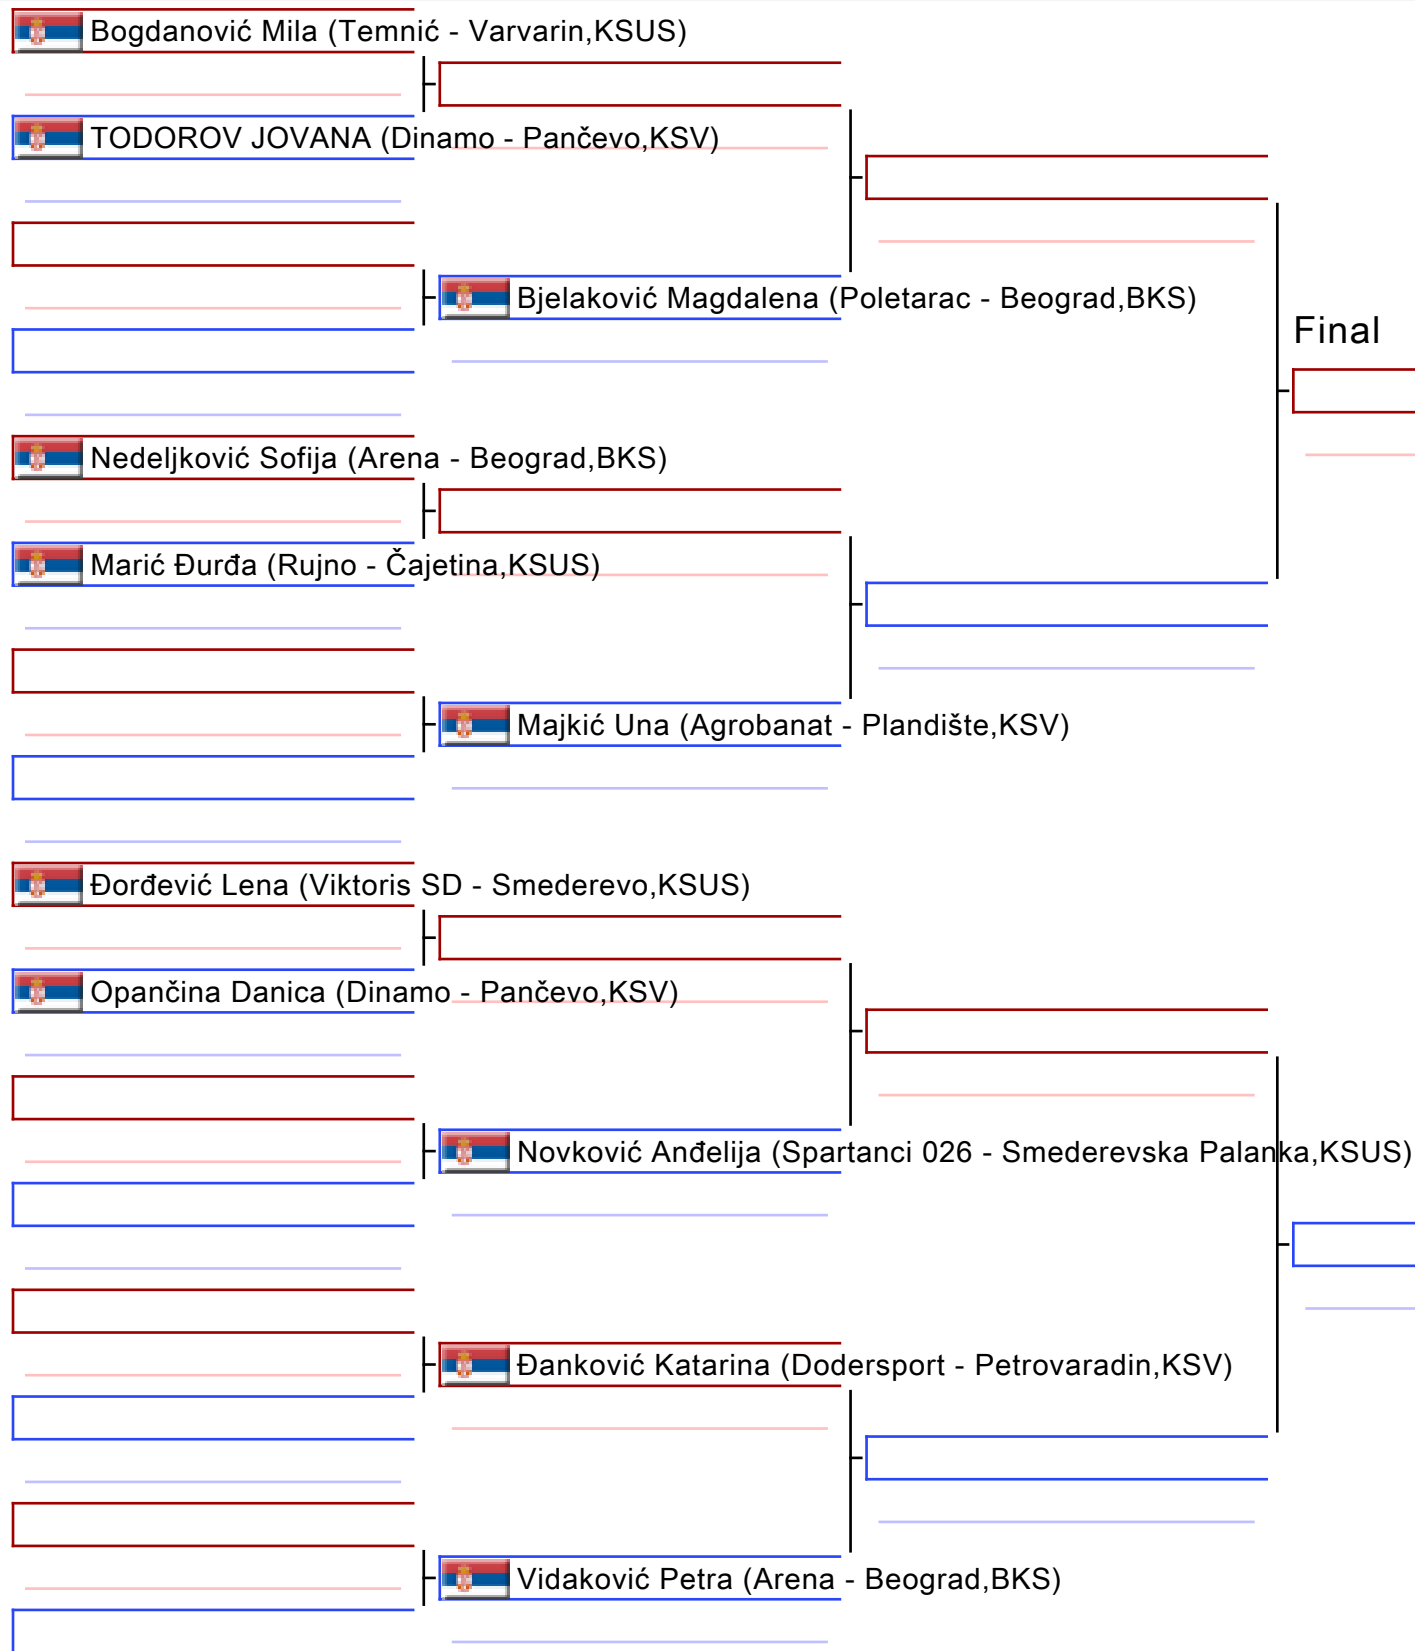 Bogdanović Mila (Temnić - Varvarin,KSUS)
TODOROV JOVANA (Dinamo - Pančevo,KSV)
Bjelaković Magdalena (Poletarac - Beograd,BKS)
Final
Nedeljković Sofija (Arena - Beograd,BKS)
Marić Đurđa (Rujno - Čajetina,KSUS)
Majkić Una (Agrobanat - Plandište,KSV)
Đorđević Lena (Viktoris SD - Smederevo,KSUS)
Opančina Danica (Dinamo - Pančevo,KSV)
Novković Anđelija (Spartanci 026 - Smederevska Palanka,KSUS)
Đanković Katarina (Dodersport - Petrovaradin,KSV)
Vidaković Petra (Arena - Beograd,BKS)